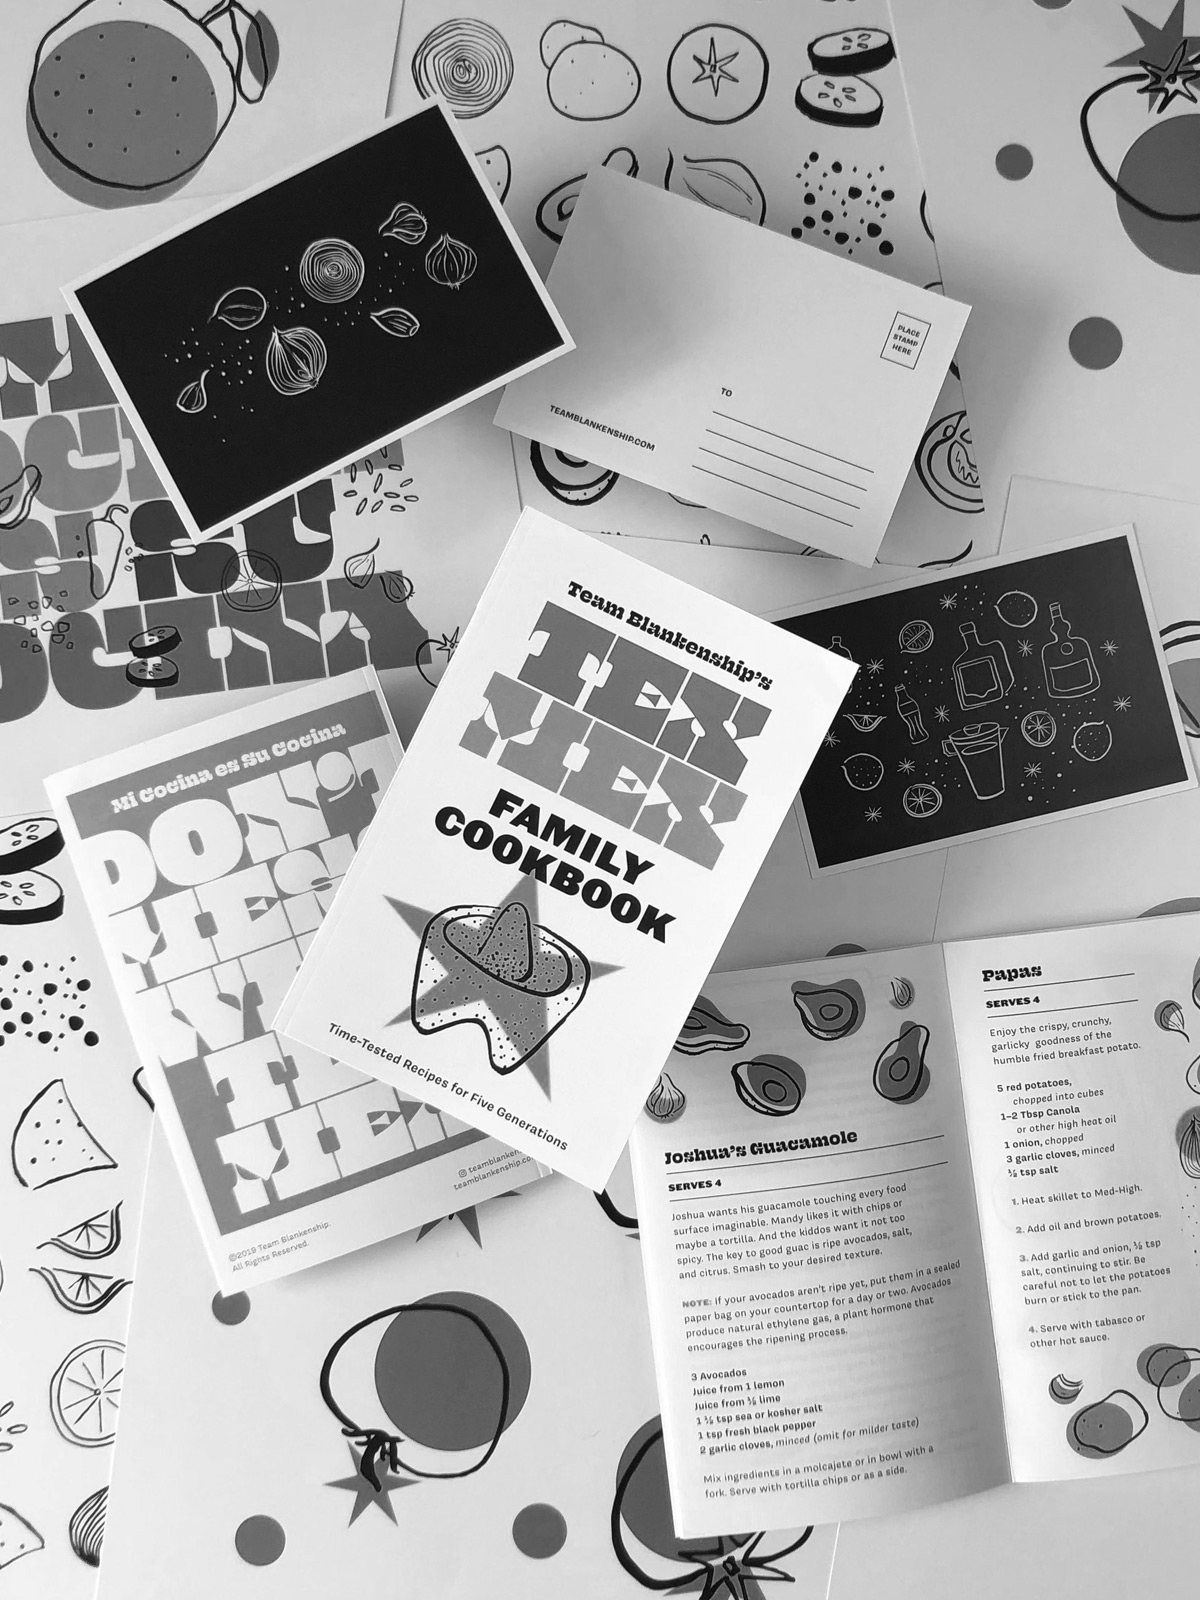 PLACE
STAMP
HERE
TO
TEAMBLANKENSHIP.COM
Team Blankenship's
TEX
MEX
FAMILY
COOKBOOK
Time-Tested Recipes for Five Generations
Mi Cocina es Su Cocina
DON'T
MESS
WITH
MEX
@teamblanken
teamblankenship.co
©2019 Team Blankenship.
All Rights Reserved.
Joshua's Guacamole
SERVES 4
Joshua wants his guacamole touching every food
surface imaginable. Mandy likes it with chips or
maybe a tortilla. And the kiddos want it not too
spicy. The key to good guac is ripe avocados, salt,
and citrus. Smash to your desired texture.
NOTE: If your avocados aren't ripe yet, put them in a sealed
paper bag on your countertop for a day or two. Avocados
produce natural ethylene gas, a plant hormone that
encourages the ripening process.
3 Avocados
Juice from 1 lemon
Juice from ½ lime
1 ½ tsp sea or kosher salt
1 tsp fresh black pepper
2 garlic cloves, minced (omit for milder taste)
Mix ingredients in a molcajete or in bowl with a
fork. Serve with tortilla chips or as a side.
Papas
SERVES 4
Enjoy the crispy, crunchy,
garlicky goodness of the
humble fried breakfast potato.
5 red potatoes,
chopped into cubes
1–2 Tbsp Canola
or other high heat oil
1 onion, chopped
3 garlic cloves, minced
½ tsp salt
1. Heat skillet to Med-High.
2. Add oil and brown potatoes.
3. Add garlic and onion, ½ tsp
salt, continuing to stir. Be
careful not to let the potatoes
burn or stick to the pan.
4. Serve with tabasco or
other hot sauce.